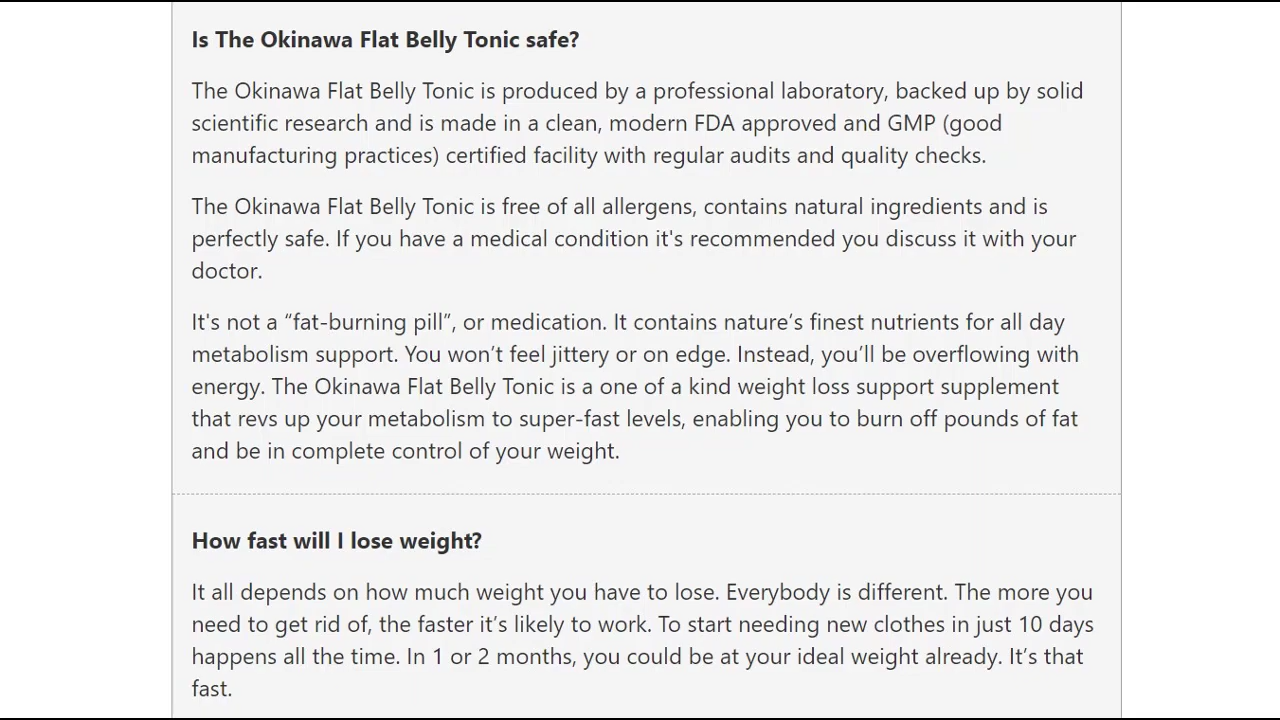 Is The Okinawa Flat Belly Tonic safe?
The Okinawa Flat Belly Tonic is produced by a professional laboratory, backed up by solid
scientific research and is made in a clean, modern FDA approved and GMP (good
manufacturing practices) certified facility with regular audits and quality checks.
The Okinawa Flat Belly Tonic is free of all allergens, contains natural ingredients and is
perfectly safe. If you have a medical condition it's recommended you discuss it with your
doctor.
It's not a “fat-burning pill”, or medication. It contains nature’s finest nutrients for all day
metabolism support. You won’t feel jittery or on edge. Instead, you’ll be overflowing with
energy. The Okinawa Flat Belly Tonic is a one of a kind weight loss support supplement
that revs up your metabolism to super-fast levels, enabling you to burn off pounds of fat
and be in complete control of your weight.
How fast will I lose weight?
It all depends on how much weight you have to lose. Everybody is different. The more you
need to get rid of, the faster it’s likely to work. To start needing new clothes in just 10 days
happens all the time. In 1 or 2 months, you could be at your ideal weight already. It’s that
fast.